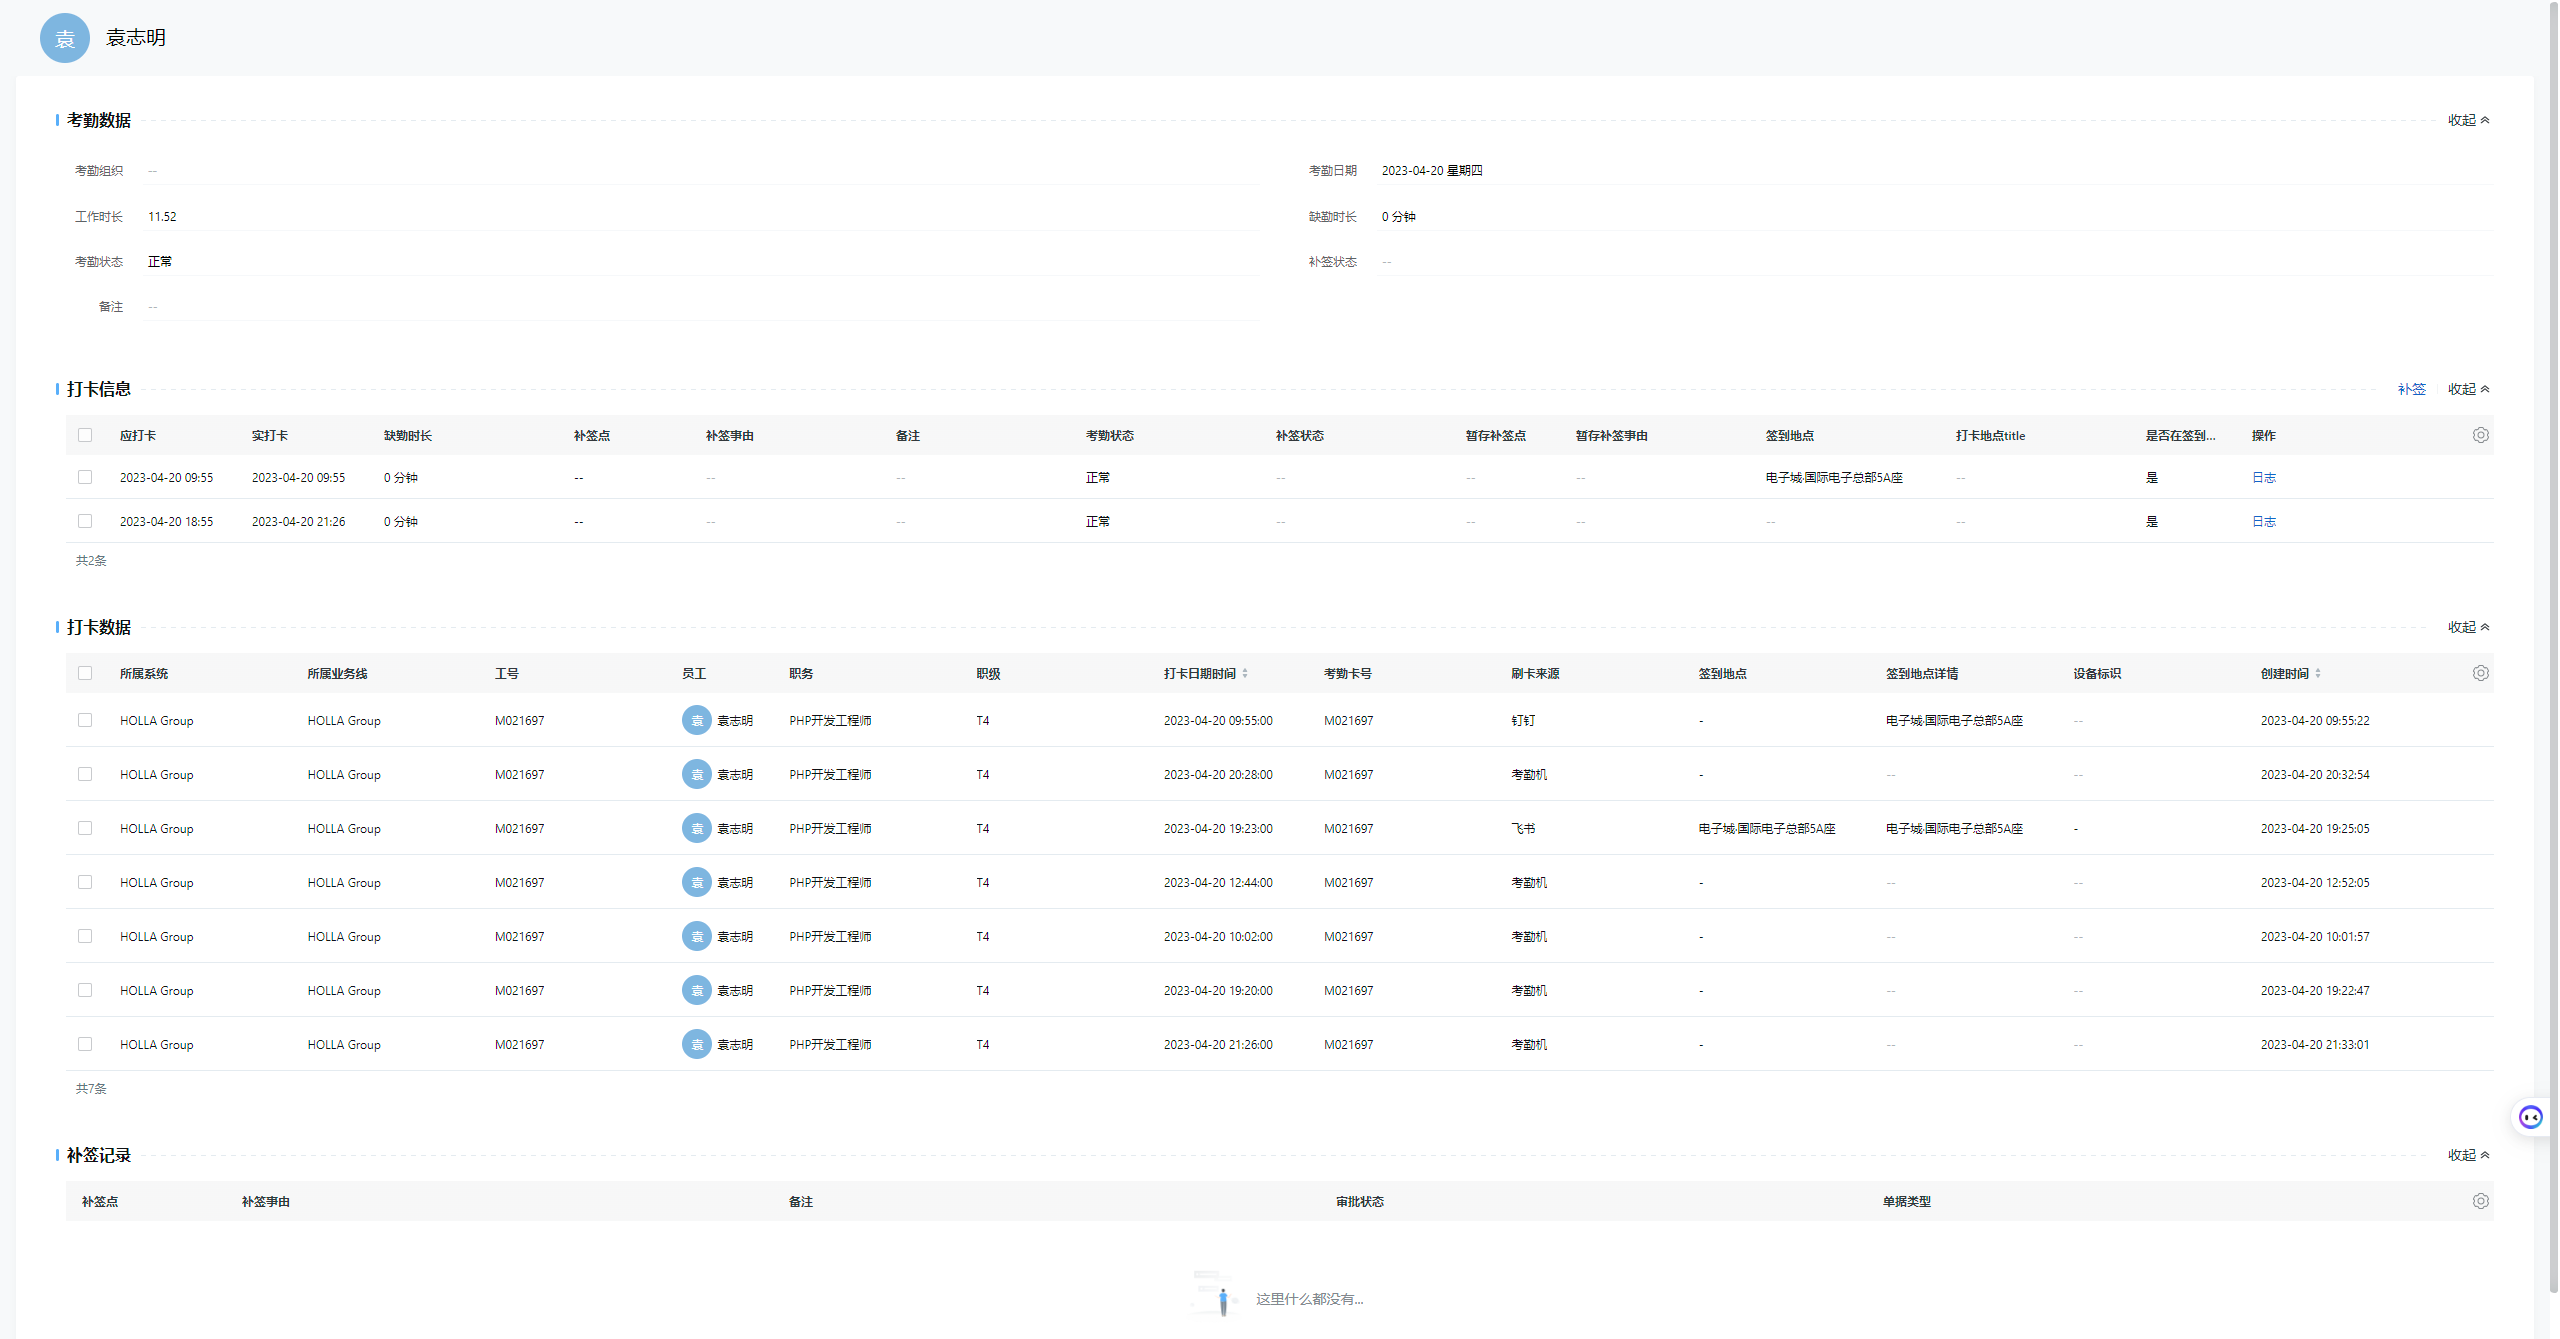 袁 袁志明
考勤数据 收起
考勤组织 -- 考勤日期 2023-04-20 星期四
工作时长 11.52 缺勤时长 0 分钟
考勤状态 正常 补签状态 --
备注 --
打卡信息 补签 收起
应打卡 实打卡 缺勤时长 补签点 补签事由 备注 考勤状态 补签状态 暂存补签点 暂存补签事由 签到地点 打卡地点title 是否在签到... 操作
2023-04-20 09:55 2023-04-20 09:55 0 分钟 -- -- -- 正常 -- -- -- 电子城·国际电子总部5A座 -- 是 日志
2023-04-20 18:55 2023-04-20 21:26 0 分钟 -- -- -- 正常 -- -- -- -- -- 是 日志
共2条
打卡数据 收起
所属系统 所属业务线 工号 员工 职务 职级 打卡日期时间 考勤卡号 刷卡来源 签到地点 签到地点详情 设备标识 创建时间
HOLLA Group HOLLA Group M021697 袁 袁志明 PHP开发工程师 T4 2023-04-20 09:55:00 M021697 钉钉 - 电子城·国际电子总部5A座 -- 2023-04-20 09:55:22
HOLLA Group HOLLA Group M021697 袁 袁志明 PHP开发工程师 T4 2023-04-20 20:28:00 M021697 考勤机 - -- -- 2023-04-20 20:32:54
HOLLA Group HOLLA Group M021697 袁 袁志明 PHP开发工程师 T4 2023-04-20 19:23:00 M021697 飞书 电子城·国际电子总部5A座 电子城·国际电子总部5A座 - 2023-04-20 19:25:05
HOLLA Group HOLLA Group M021697 袁 袁志明 PHP开发工程师 T4 2023-04-20 12:44:00 M021697 考勤机 - -- -- 2023-04-20 12:52:05
HOLLA Group HOLLA Group M021697 袁 袁志明 PHP开发工程师 T4 2023-04-20 10:02:00 M021697 考勤机 - -- -- 2023-04-20 10:01:57
HOLLA Group HOLLA Group M021697 袁 袁志明 PHP开发工程师 T4 2023-04-20 19:20:00 M021697 考勤机 - -- -- 2023-04-20 19:22:47
HOLLA Group HOLLA Group M021697 袁 袁志明 PHP开发工程师 T4 2023-04-20 21:26:00 M021697 考勤机 - -- -- 2023-04-20 21:33:01
共7条
补签记录 收起
补签点 补签事由 备注 审批状态 单据类型
这里什么都没有...